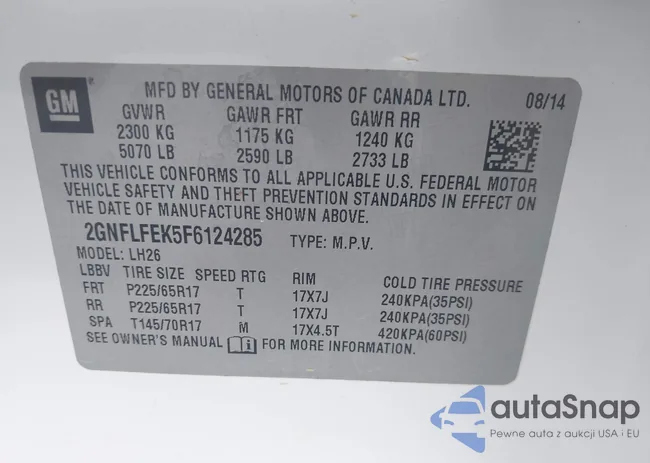 GM
MFD BY GENERAL MOTORS OF CANADA LTD. 08/14
GVWR GAWR FRT GAWR RR
2300 KG 1175 KG 1240 KG
5070 LB 2590 LB 2733 LB
THIS VEHICLE CONFORMS TO ALL APPLICABLE U.S. FEDERAL MOTOR
VEHICLE SAFETY AND THEFT PREVENTION STANDARDS IN EFFECT ON
THE DATE OF MANUFACTURE SHOWN ABOVE.
2GNFLFEK5F6124285 TYPE: M.P.V.
MODEL: LH26
LBBV TIRE SIZE SPEED RTG RIM COLD TIRE PRESSURE
FRT P225/65R17 T 17X7J 240KPA(35PSI)
RR P225/65R17 T 17X7J 240KPA(35PSI)
SPA T145/70R17 M 17X4.5T 420KPA(60PSI)
SEE OWNER'S MANUAL i FOR MORE INFORMATION.
autaSnap
Pewne auta z aukcji USA i EU